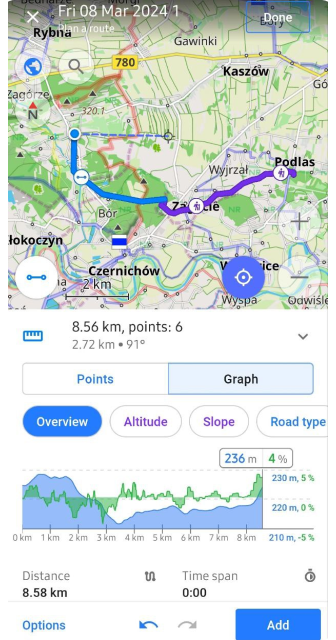 Fri 08 Mar 2024 1
Plan a route
Done
Rybna
780
Gawinki
Kaszów
Zagórze
320.1
N
Wyjrzał
Podlas
Bór
NR
NR
Czernichów
2 km
Wyspa
8.56 km, points: 6
2.72 km • 91°
Points
Graph
Overview
Altitude
Slope
Road type
236 m
4 %
230 m, 5 %
220 m, 0 %
210 m, -5 %
0 km 1 km 2 km 3 km 4 km 5 km 6 km 7 km 8 km
Distance
8.58 km
Time span
0:00
Options
Add